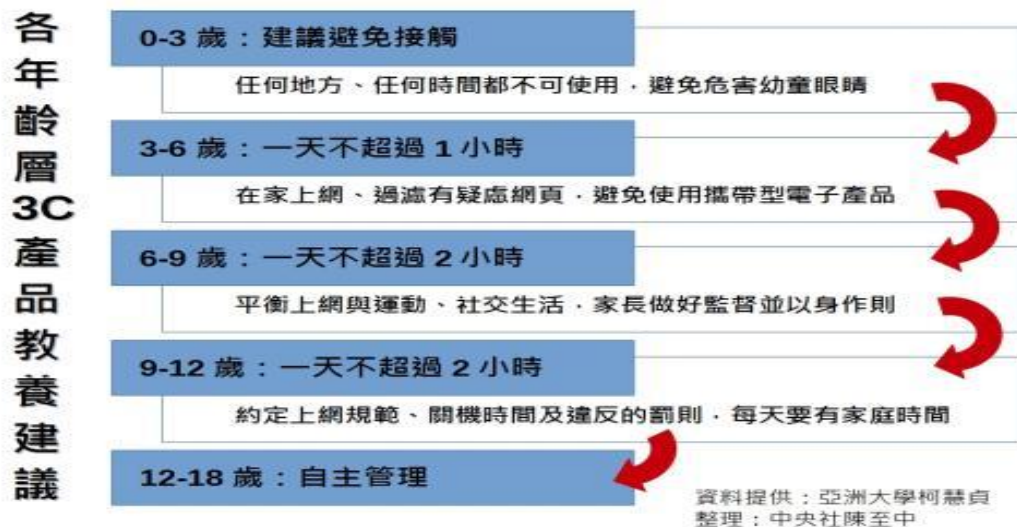 各年齡層3C產品教養建議
0-3 歲：建議避免接觸
任何地方、任何時間都不可使用，避免危害幼童眼睛
3-6 歲：一天不超過 1 小時
在家上網、過濾有疑慮網頁，避免使用攜帶型電子產品
6-9 歲：一天不超過 2 小時
平衡上網與運動、社交生活，家長做好監督並以身作則
9-12 歲：一天不超過 2 小時
約定上網規範、關機時間及違反的罰則，每天要有家庭時間
12-18 歲：自主管理
資料提供：亞洲大學柯慧貞
整理：中央社陳至中